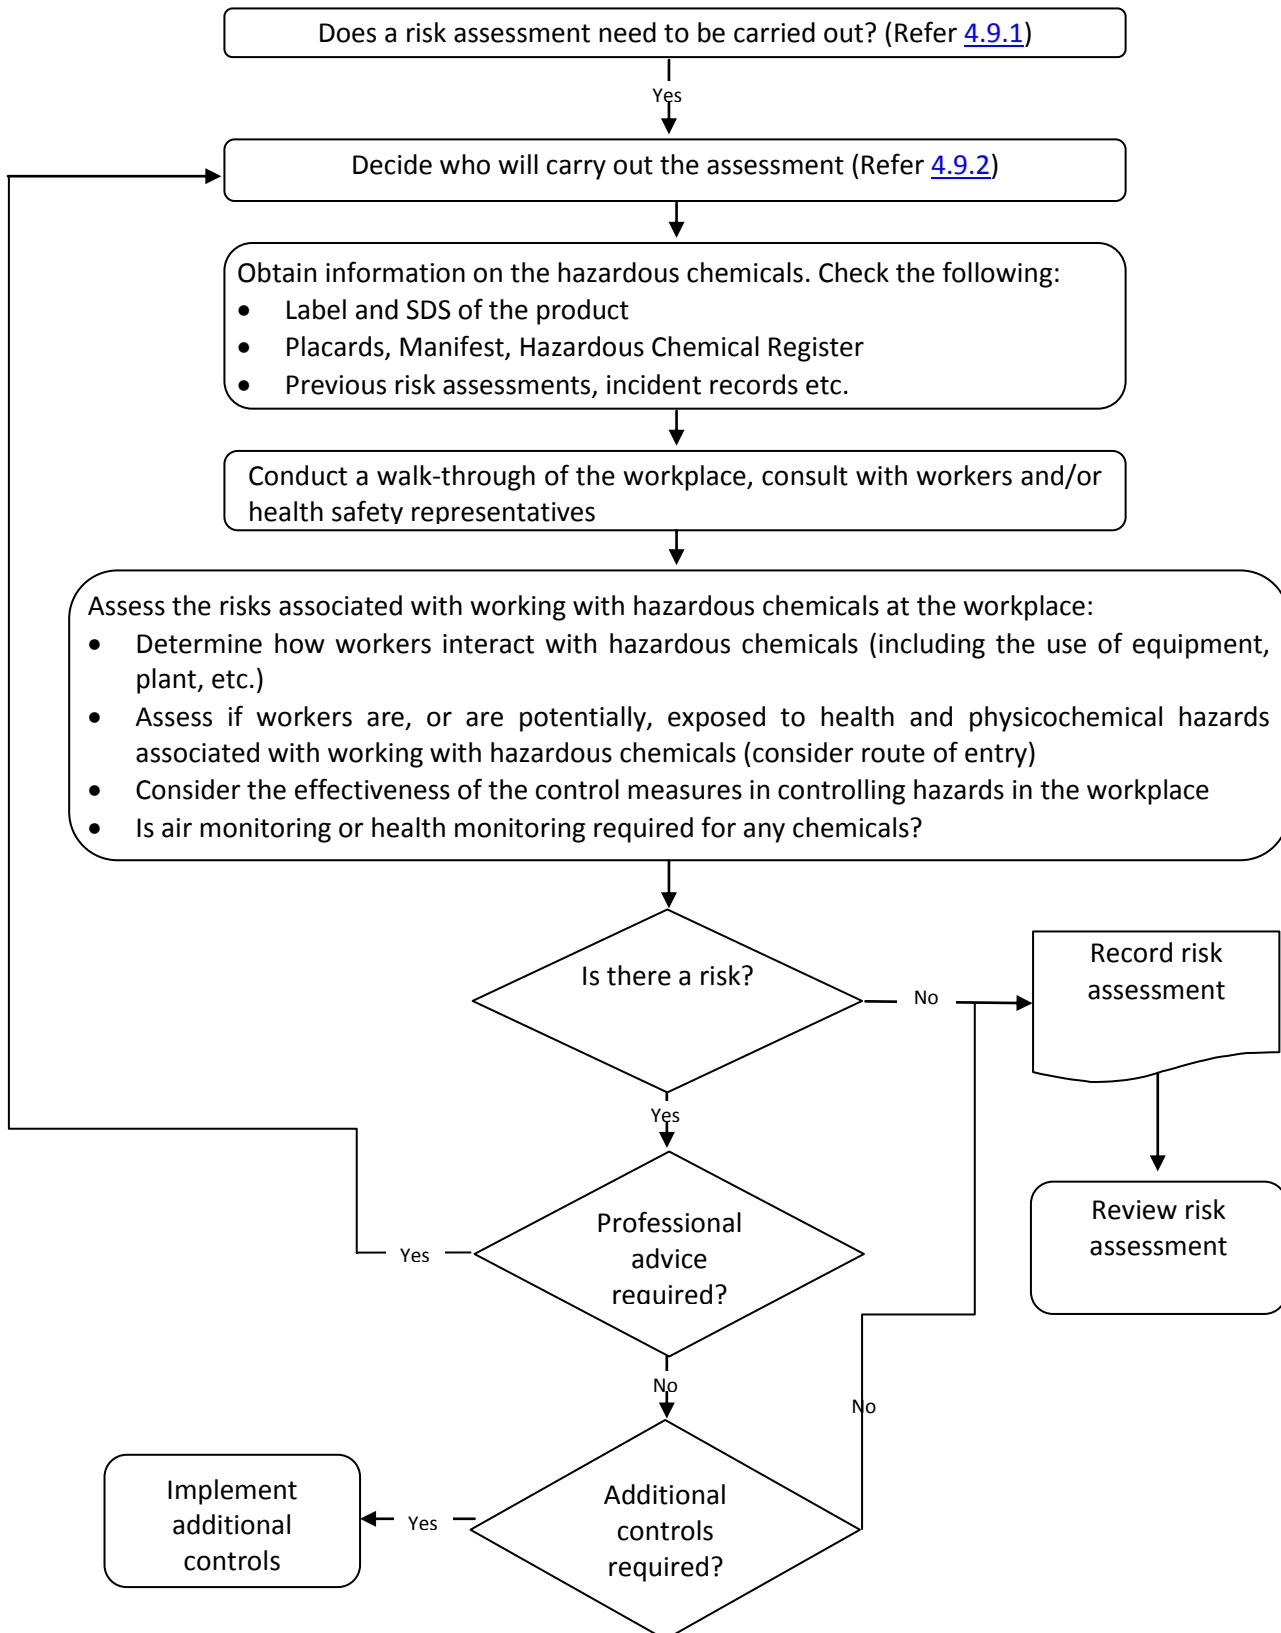 Does a risk assessment need to be carried out? (Refer 4.9.1)
Yes
Decide who will carry out the assessment (Refer 4.9.2)
Obtain information on the hazardous chemicals. Check the following:
• Label and SDS of the product
• Placards, Manifest, Hazardous Chemical Register
• Previous risk assessments, incident records etc.
Conduct a walk-through of the workplace, consult with workers and/or
health safety representatives
Assess the risks associated with working with hazardous chemicals at the workplace:
• Determine how workers interact with hazardous chemicals (including the use of equipment,
plant, etc.)
• Assess if workers are, or are potentially, exposed to health and physicochemical hazards
associated with working with hazardous chemicals (consider route of entry)
• Consider the effectiveness of the control measures in controlling hazards in the workplace
• Is air monitoring or health monitoring required for any chemicals?
Is there a risk?
No
Record risk
assessment
Yes
Review risk
assessment
Professional
advice
required?
Yes
No
No
Additional
controls
required?
Yes
Implement
additional
controls